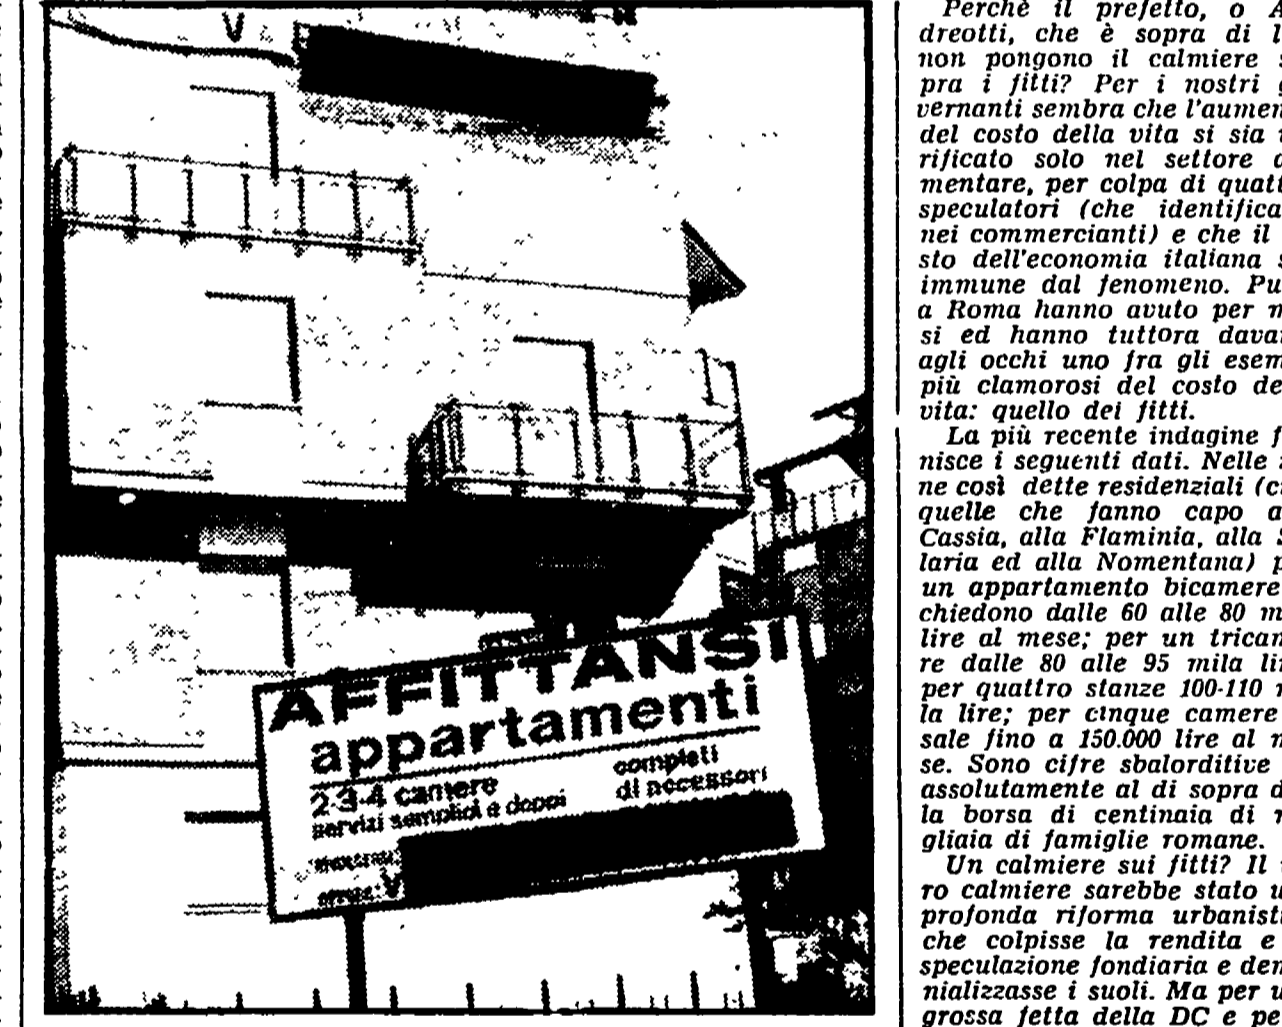 V
AFFITTANSI
appartamenti
2-3-4 camere
servizi semplici e doppi
completi
di accessori
V
Perchè il prefetto, o A
dreotti, che è sopra di l
non pongono il calmiere s
pra i fitti? Per i nostri g
vernanti sembra che l'aumen
del costo della vita si sia
rificato solo nel settore a
mentare, per colpa di quatt
speculatori (che identifica
nei commercianti) e che il
sto dell'economia italiana s
immune dal fenomeno. Pu
a Roma hanno avuto per m
si ed hanno tuttora dava
agli occhi uno fra gli esem
più clamorosi del costo de
vita: quello dei fitti.
La più recente indagine f
nisce i seguenti dati. Nelle
ne così dette residenziali (c
quelle che fanno capo a
Cassia, alla Flaminia, alla S
laria ed alla Nomentana) p
un appartamento bicamere
chiedono dalle 60 alle 80 m
lire al mese; per un tricam
re dalle 80 alle 95 mila li
per quattro stanze 100-110
la lire; per cinque camere
sale fino a 150.000 lire al m
se. Sono cifre sbalorditive
assolutamente al di sopra d
la borsa di centinaia di
gliaia di famiglie romane.
Un calmiere sui fitti? Il
ro calmiere sarebbe stato u
profonda riforma urbanisti
che colpisse la rendita e
speculazione fondiaria e dem
nializzasse i suoli. Ma per u
grossa fetta della DC e pe